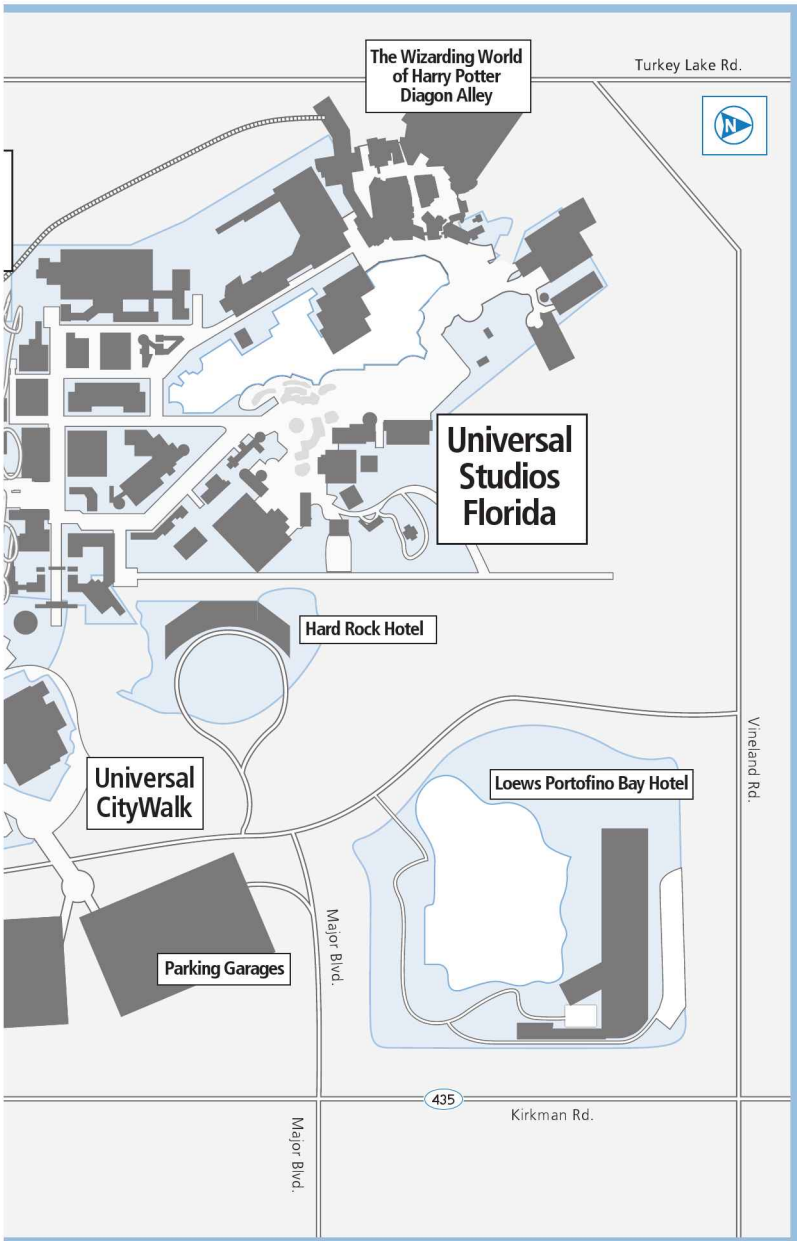 The Wizarding World
of Harry Potter
Diagon Alley
Turkey Lake Rd.
N
Universal
Studios
Florida
Hard Rock Hotel
Vineland Rd.
Universal
CityWalk
Loews Portofino Bay Hotel
Major Blvd.
Parking Garages
435
Kirkman Rd.
Major Blvd.